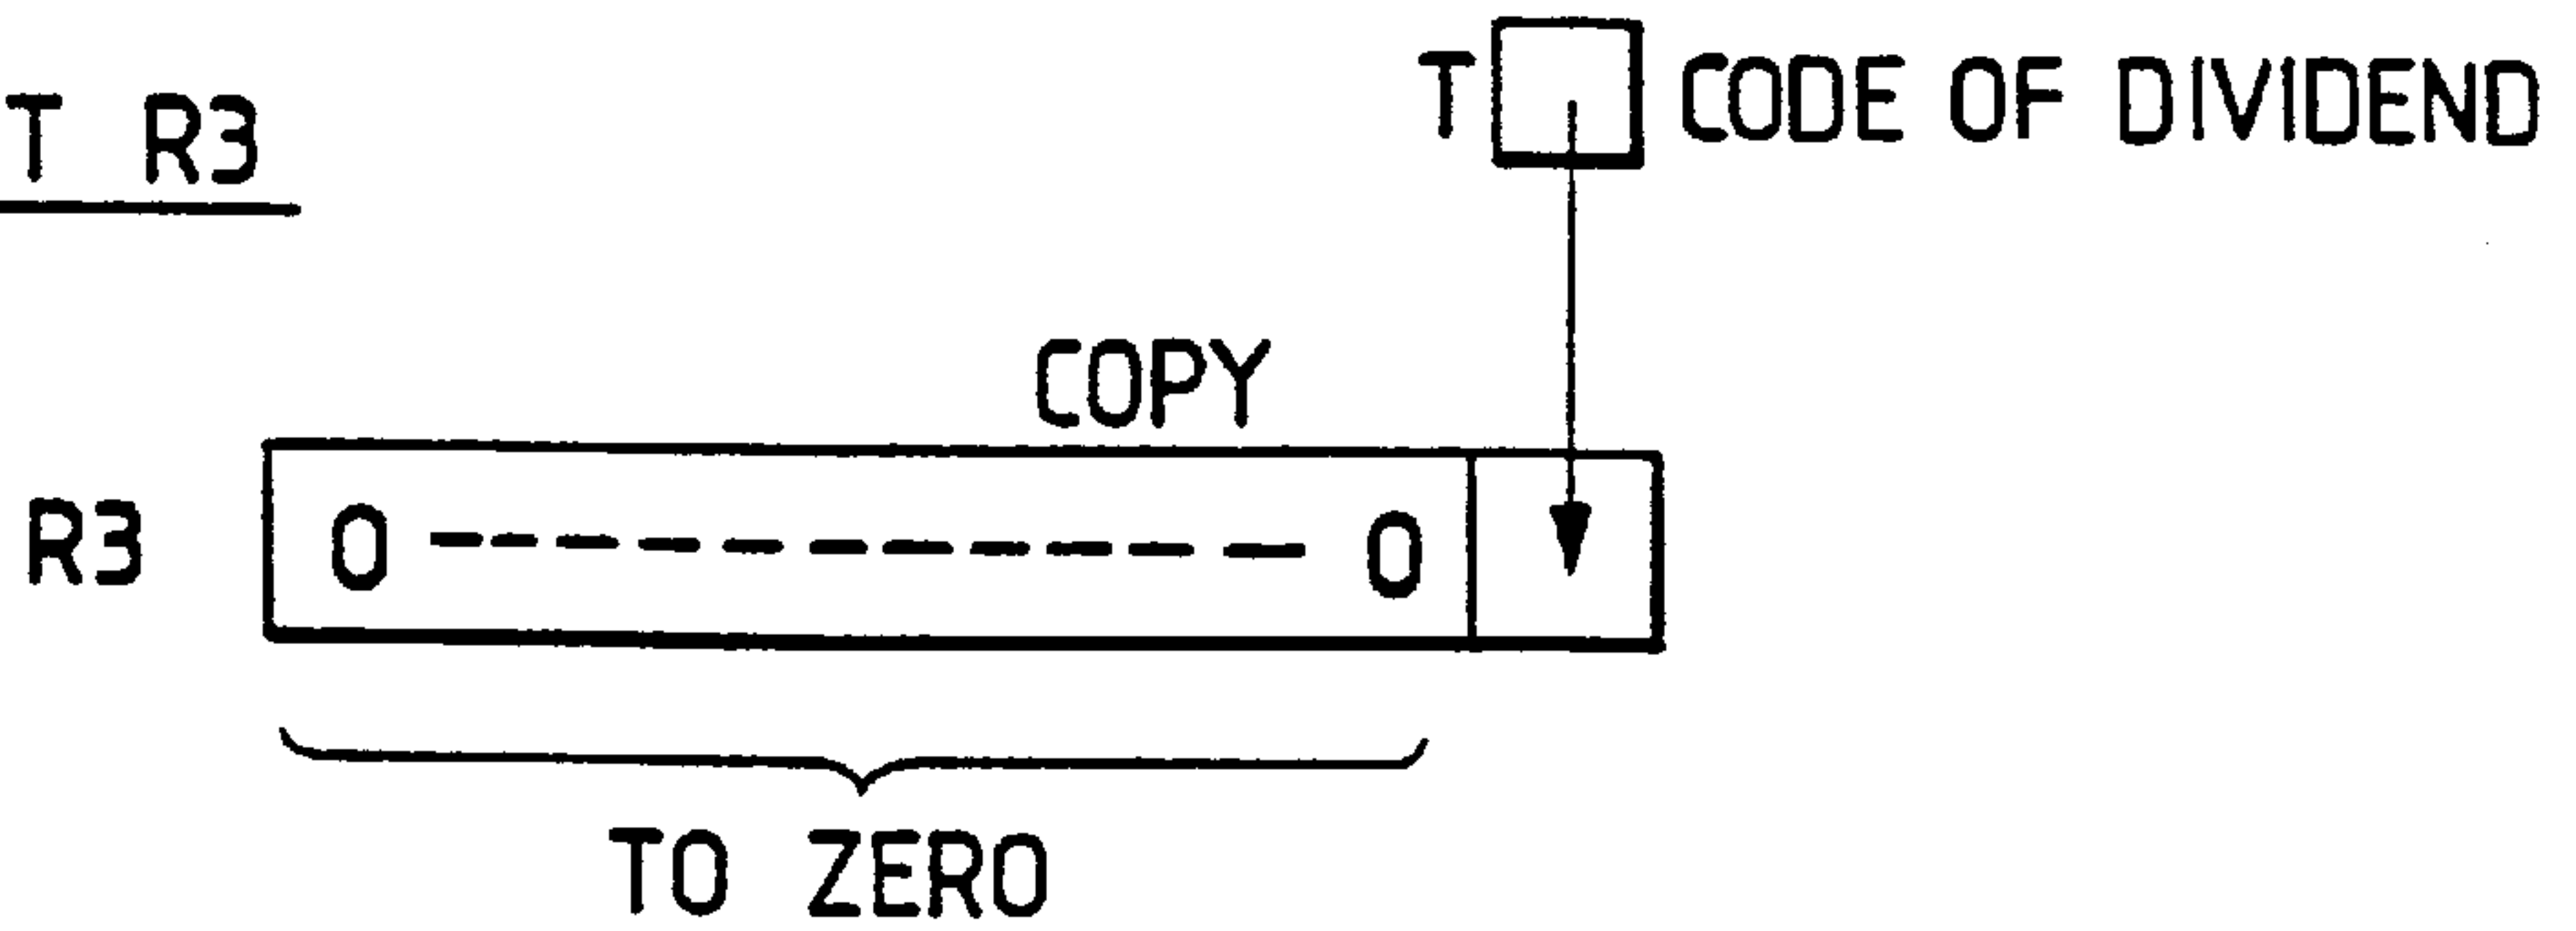 T CODE OF DIVIDEND
T R3
COPY
R3 0 0
TO ZERO